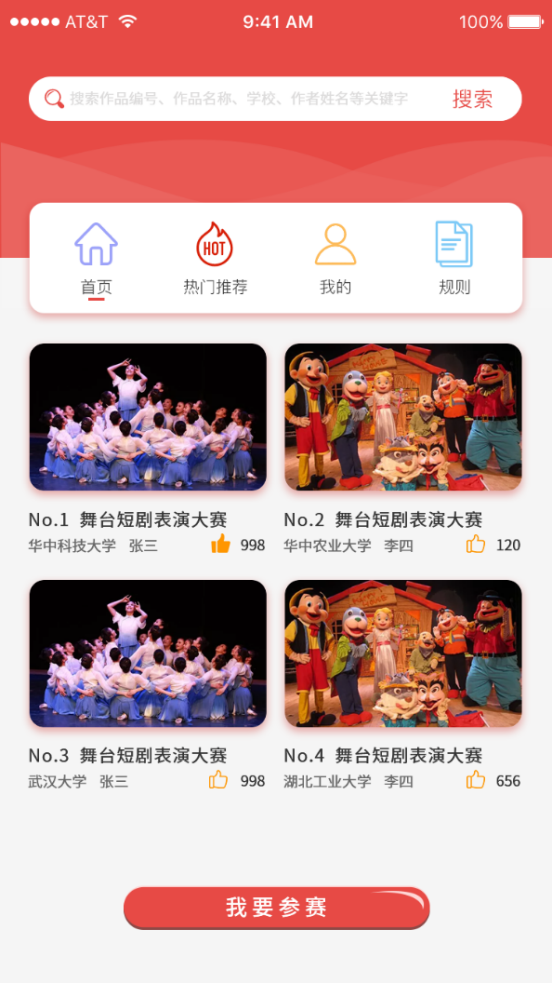 AT&T 9:41 AM 100%
搜索作品编号、作品名称、学校、作者姓名等关键字 搜索
HOT
首页 热门推荐 我的 规则
No.1 舞台短剧表演大赛 No.2 舞台短剧表演大赛
华中科技大学 张三 998 华中农业大学 李四 120
No.3 舞台短剧表演大赛 No.4 舞台短剧表演大赛
武汉大学 张三 998 湖北工业大学 李四 656
我要参赛